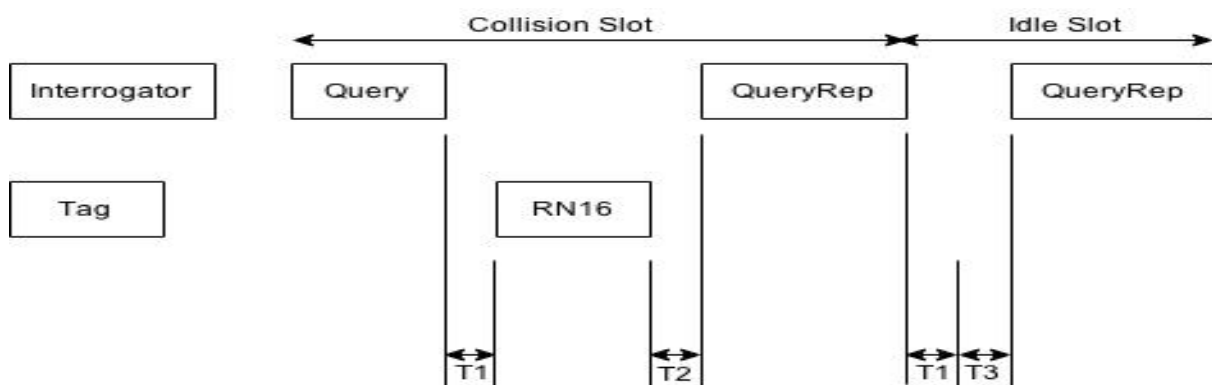 Collision Slot Idle Slot
Interrogator Query QueryRep QueryRep
Tag RN16
T1 T2 T1 T3